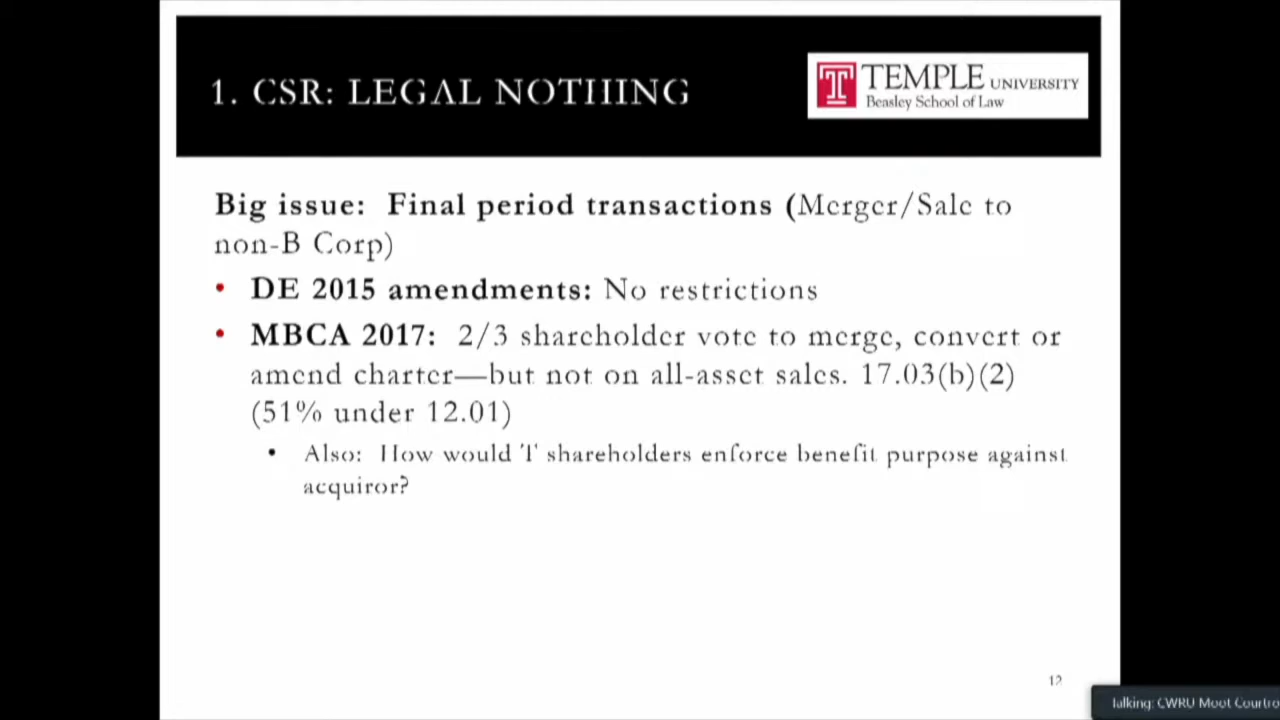 1. CSR: LEGAL NOTHING
TEMPLE UNIVERSITY
Beasley School of Law
Big issue: Final period transactions (Merger/Sale to
non-B Corp)
• DE 2015 amendments: No restrictions
• MBCA 2017: 2/3 shareholder vote to merge, convert or
amend charter—but not on all-asset sales. 17.03(b)(2)
(51% under 12.01)
• Also: How would T shareholders enforce benefit purpose against
acquiror?
12
Talking: CWRU Moot Courtro